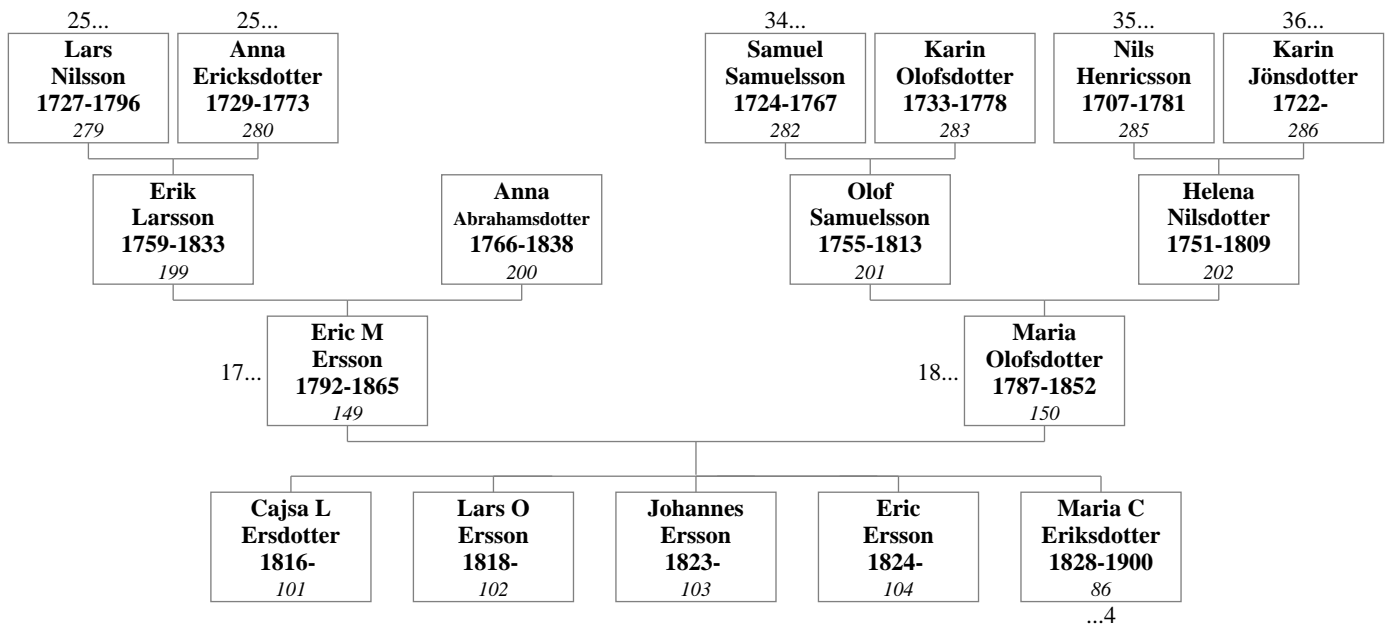 25...
25...
34...
35...
36...
Lars
Nilsson
1727-1796
279
Anna
Ericksdotter
1729-1773
280
Samuel
Samuelsson
1724-1767
282
Karin
Olofsdotter
1733-1778
283
Nils
Henricsson
1707-1781
285
Karin
Jönsdotter
1722-
286
Erik
Larsson
1759-1833
199
Anna
Abrahamsdotter
1766-1838
200
Olof
Samuelsson
1755-1813
201
Helena
Nilsdotter
1751-1809
202
17...
Eric M
Ersson
1792-1865
149
18...
Maria
Olofsdotter
1787-1852
150
Cajsa L
Ersdotter
1816-
101
Lars O
Ersson
1818-
102
Johannes
Ersson
1823-
103
Eric
Ersson
1824-
104
Maria C
Eriksdotter
1828-1900
86
...4